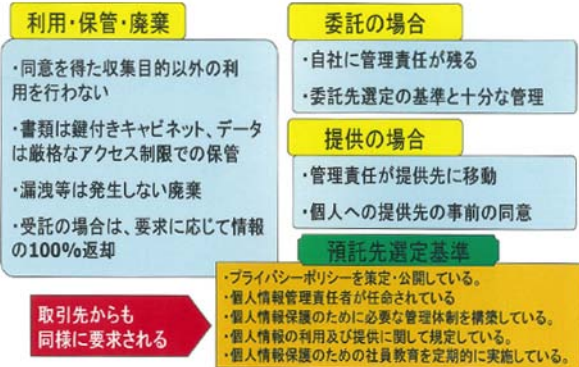 利用・保管・廃棄
・同意を得た収集目的以外の利
用を行わない
・書類は鍵付きキャビネット、データ
は厳格なアクセス制限での保管
・漏洩等は発生しない廃棄
・受託の場合は、要求に応じて情報
の100%返却
委託の場合
・自社に管理責任が残る
・委託先選定の基準と十分な管理
提供の場合
・管理責任が提供先に移動
・個人への提供先の事前の同意
預託先選定基準
・プライバシーポリシーを策定・公開している。
・個人情報管理責任者が任命されている
・個人情報保護のために必要な管理体制を構築している。
・個人情報の利用及び提供に関して規定している。
・個人情報保護のための社員教育を定期的に実施している。
取引先からも
同様に要求される